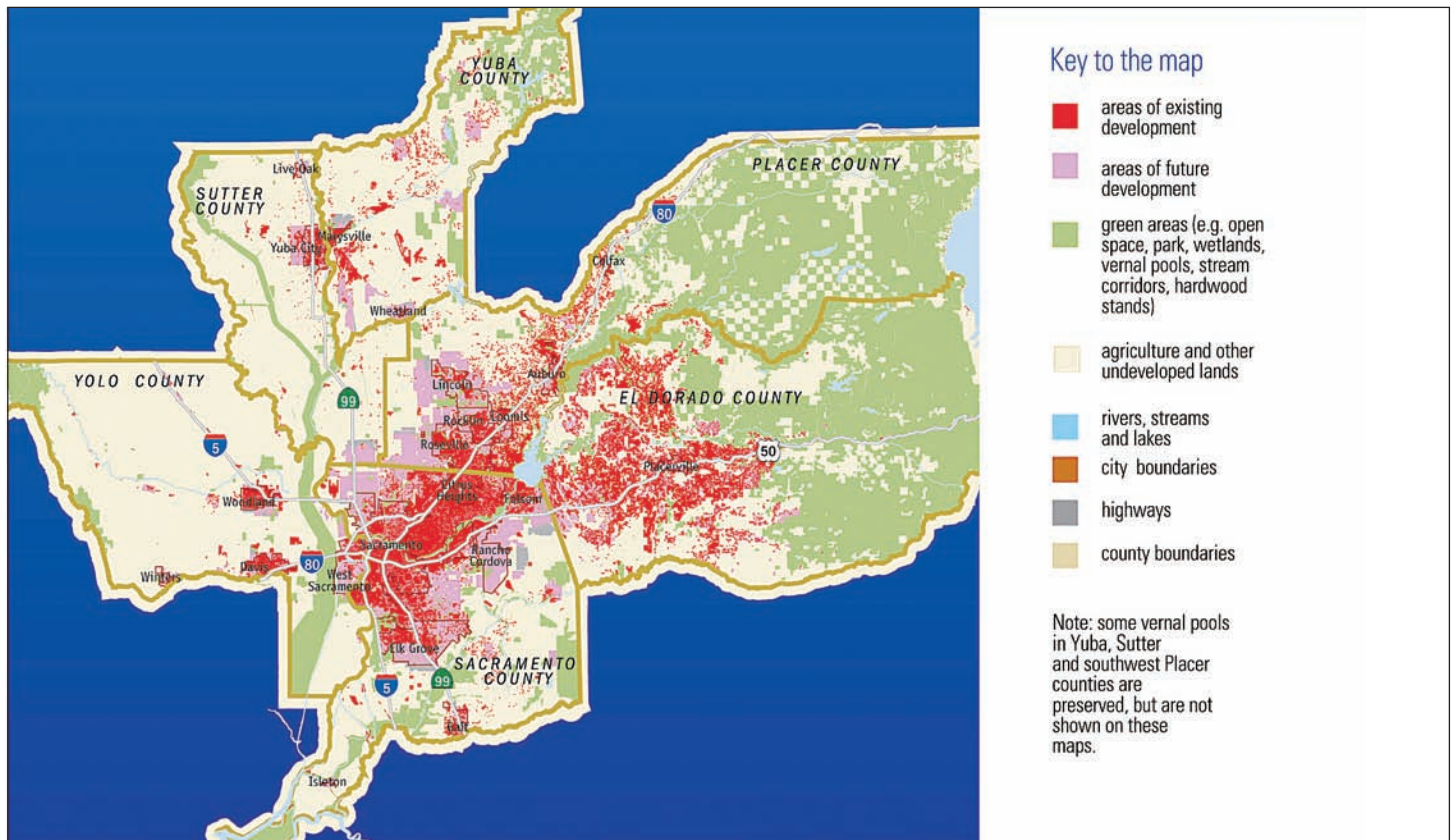 YUBA
COUNTY
PLACER COUNTY
Live Oak
SUTTER
COUNTY
80
Marysville
Yuba City
Colfax
Wheatland
YOLO COUNTY
Auburn
Lincoln
EL DORADO COUNTY
99
Rocklin
Loomis
Roseville
5
50
Placerville
Citrus
Heights
Woodland
Folsom
Sacramento
Rancho
Cordova
80
Davis
Winters
West
Sacramento
Elk Grove
SACRAMENTO
COUNTY
5
99
Galt
Isleton
Key to the map
areas of existing
development
areas of future
development
green areas (e.g. open
space, park, wetlands,
vernal pools, stream
corridors, hardwood
stands)
agriculture and other
undeveloped lands
rivers, streams
and lakes
city boundaries
highways
county boundaries
Note: some vernal pools
in Yuba, Sutter
and southwest Placer
counties are
preserved, but are not
shown on these
maps.